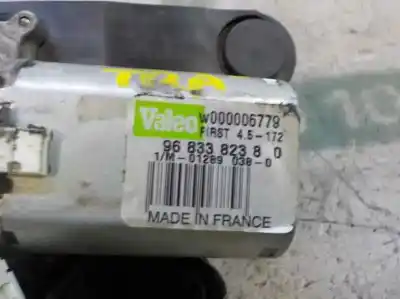 Valeo
W000006779
FIRST 4.5-172
96 833 823 8 0
1/M-01289 038-0
MADE IN FRANCE